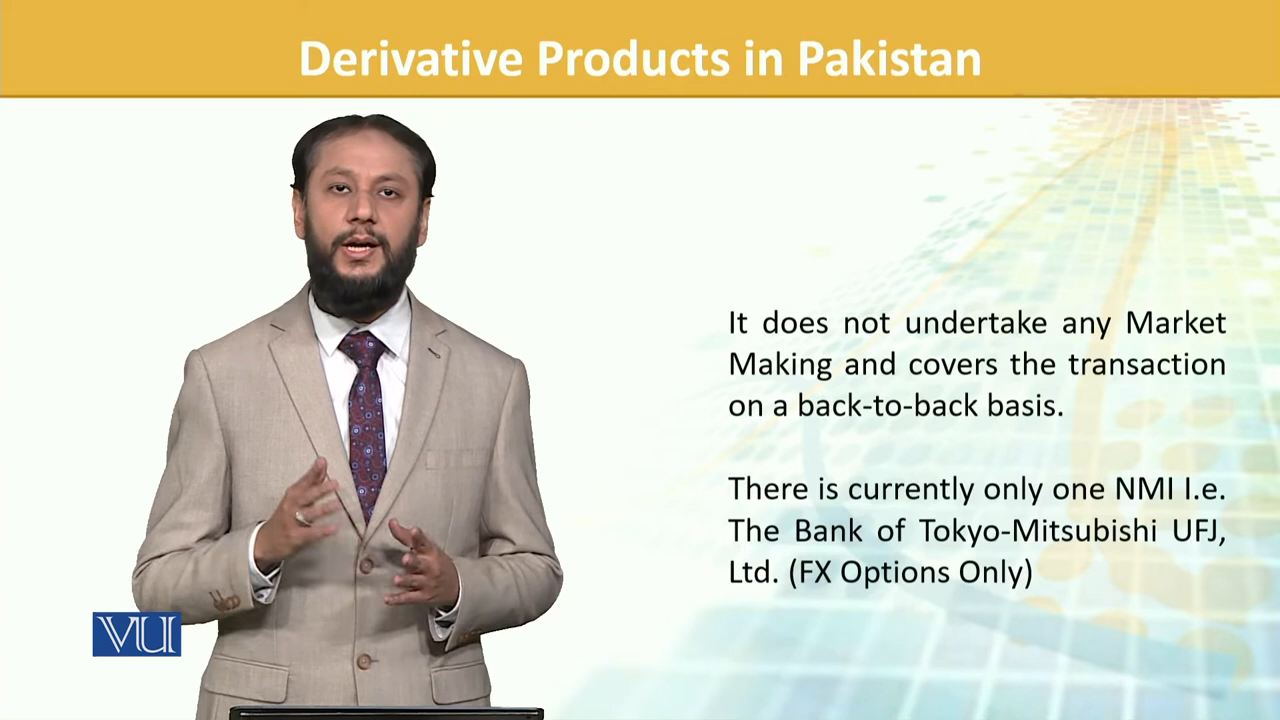 Derivative Products in Pakistan
It does not undertake any Market
Making and covers the transaction
on a back-to-back basis.
There is currently only one NMI I.e.
The Bank of Tokyo-Mitsubishi UFJ,
Ltd. (FX Options Only)
VU